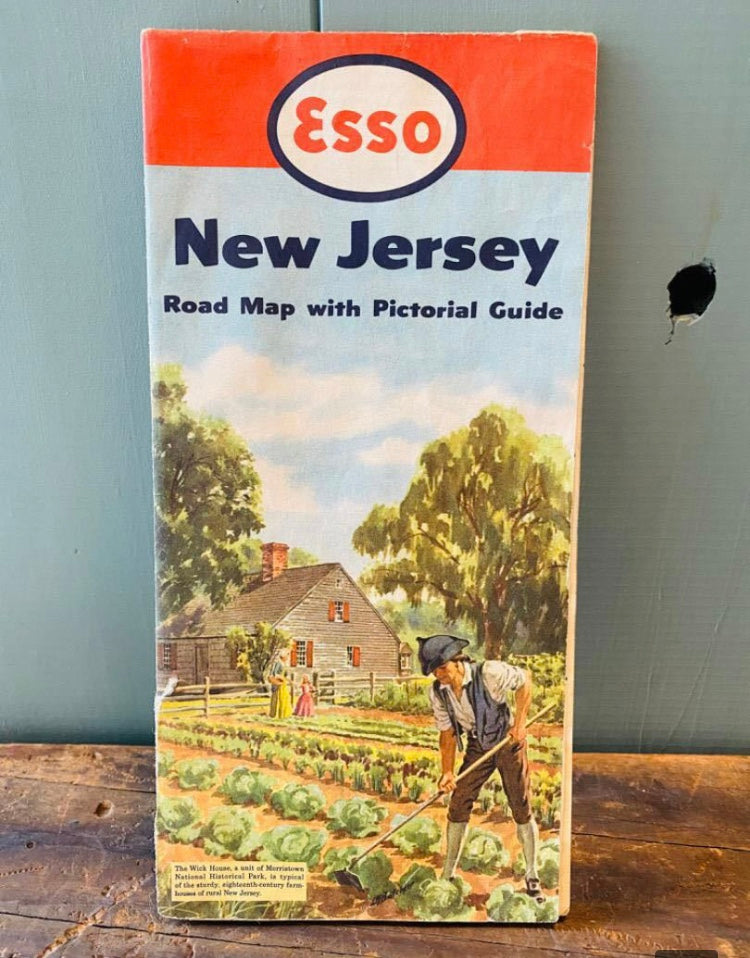 Esso
New Jersey
Road Map with Pictorial Guide
The Wick House, a unit of Morristown
National Historical Park, is typical
of the sturdy, eighteenth-century farm-
houses of rural New Jersey.